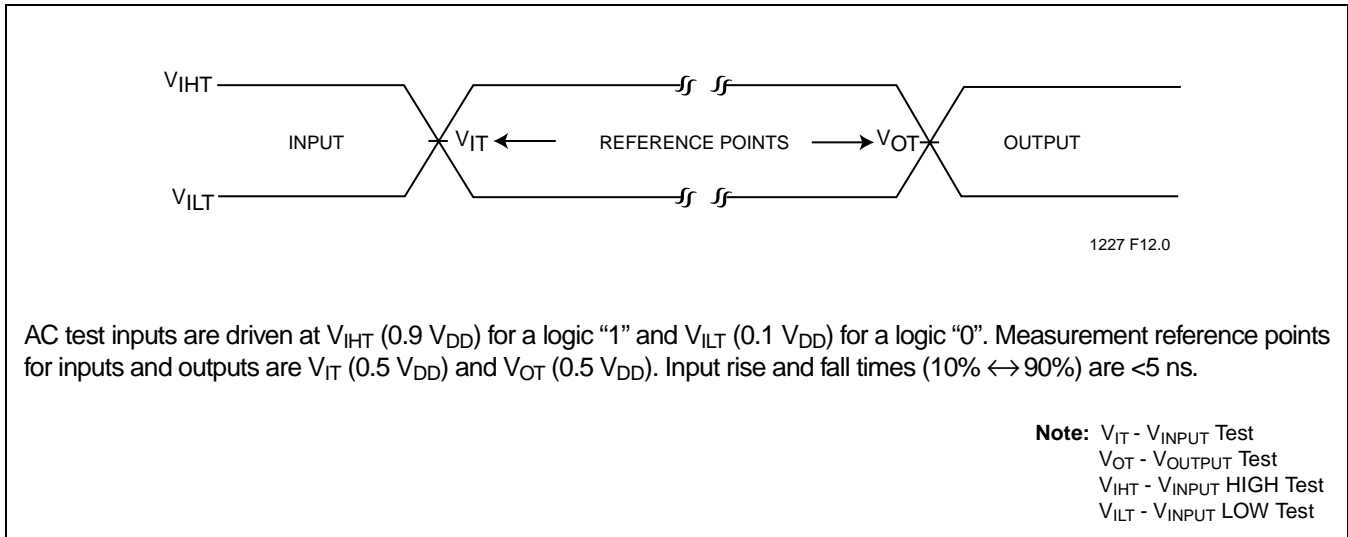 VIHT
INPUT
VIT
REFERENCE POINTS
VOT
OUTPUT
VILT
1227 F12.0
AC test inputs are driven at VIHT (0.9 VDD) for a logic “1” and VILT (0.1 VDD) for a logic “0”. Measurement reference points
for inputs and outputs are VIT (0.5 VDD) and VOT (0.5 VDD). Input rise and fall times (10% ↔ 90%) are <5 ns.
Note: VIT - VINPUT Test
VOT - VOUTPUT Test
VIHT - VINPUT HIGH Test
VILT - VINPUT LOW Test